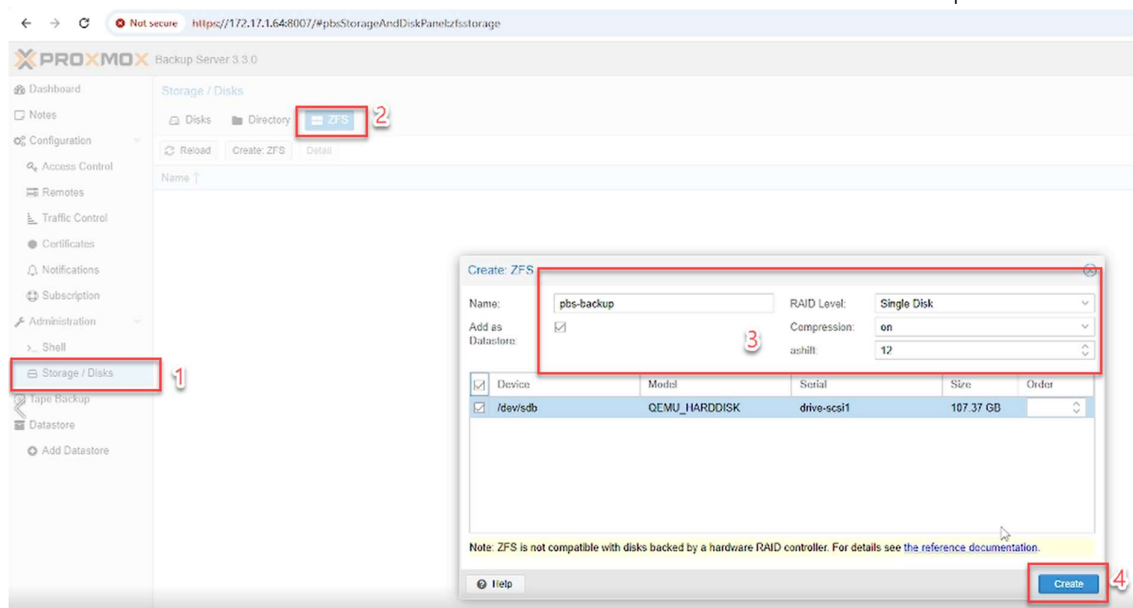 Not secure https://172.17.1.64:8007/#pbsStorageAndDiskPanel:zfsstorage
PROXMOX Backup Server 3.3.0
Dashboard
Notes
Configuration
Access Control
Remotes
Traffic Control
Certificates
Notifications
Subscription
Administration
>_ Shell
Storage / Disks
1
Tape Backup
Datastore
Add Datastore
Storage / Disks
Disks Directory ZFS 2
Reload Create: ZFS Detail
Name ↑
Create: ZFS
Name: pbs-backup RAID Level: Single Disk
Add as Datastore: Compression: on
3
ashift: 12
Device Model Serial Size Order
/dev/sdb QEMU_HARDDISK drive-scsi1 107.37 GB
Note: ZFS is not compatible with disks backed by a hardware RAID controller. For details see the reference documentation.
Help Create 4